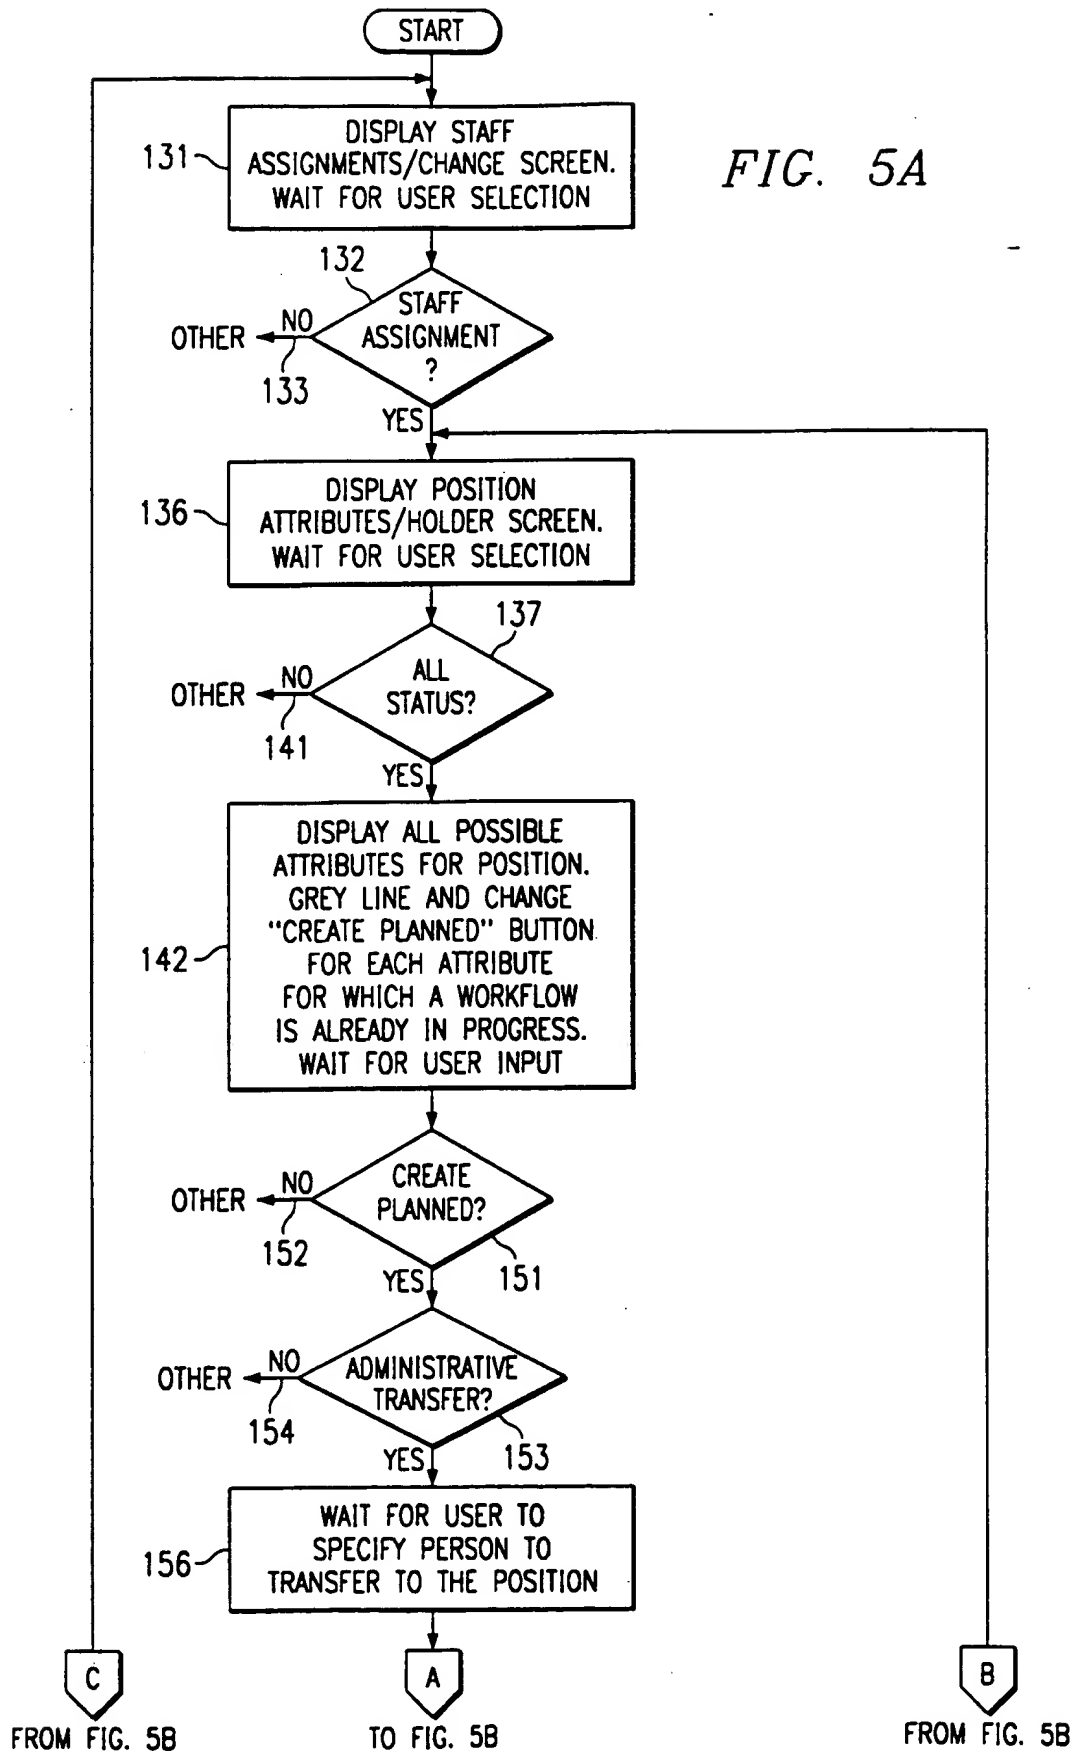 START
DISPLAY STAFF
ASSIGNMENTS/CHANGE SCREEN.
WAIT FOR USER SELECTION
131
FIG. 5A
132
STAFF
ASSIGNMENT
?
NO
OTHER
133
YES
DISPLAY POSITION
ATTRIBUTES/HOLDER SCREEN.
WAIT FOR USER SELECTION
136
137
ALL
STATUS?
NO
OTHER
141
YES
DISPLAY ALL POSSIBLE
ATTRIBUTES FOR POSITION.
GREY LINE AND CHANGE
"CREATE PLANNED" BUTTON
FOR EACH ATTRIBUTE
FOR WHICH A WORKFLOW
IS ALREADY IN PROGRESS.
WAIT FOR USER INPUT
142
CREATE
PLANNED?
NO
OTHER
152
151
YES
ADMINISTRATIVE
TRANSFER?
NO
OTHER
154
153
YES
WAIT FOR USER TO
SPECIFY PERSON TO
TRANSFER TO THE POSITION
156
C
A
B
FROM FIG. 5B
TO FIG. 5B
FROM FIG. 5B